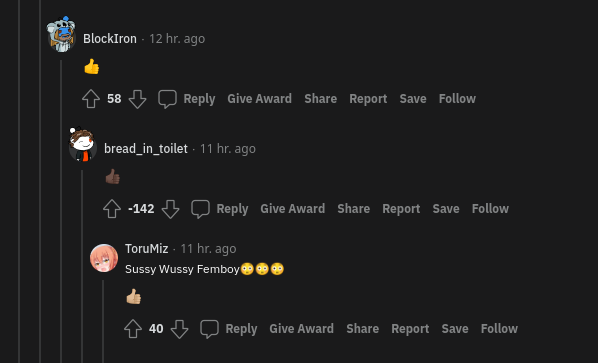 BlockIron · 12 hr. ago
👍
58 Reply Give Award Share Report Save Follow
bread_in_toilet · 11 hr. ago
👍🏿
-142 Reply Give Award Share Report Save Follow
ToruMiz · 11 hr. ago
Sussy Wussy Femboy😳😳😳
👍🏼
40 Reply Give Award Share Report Save Follow